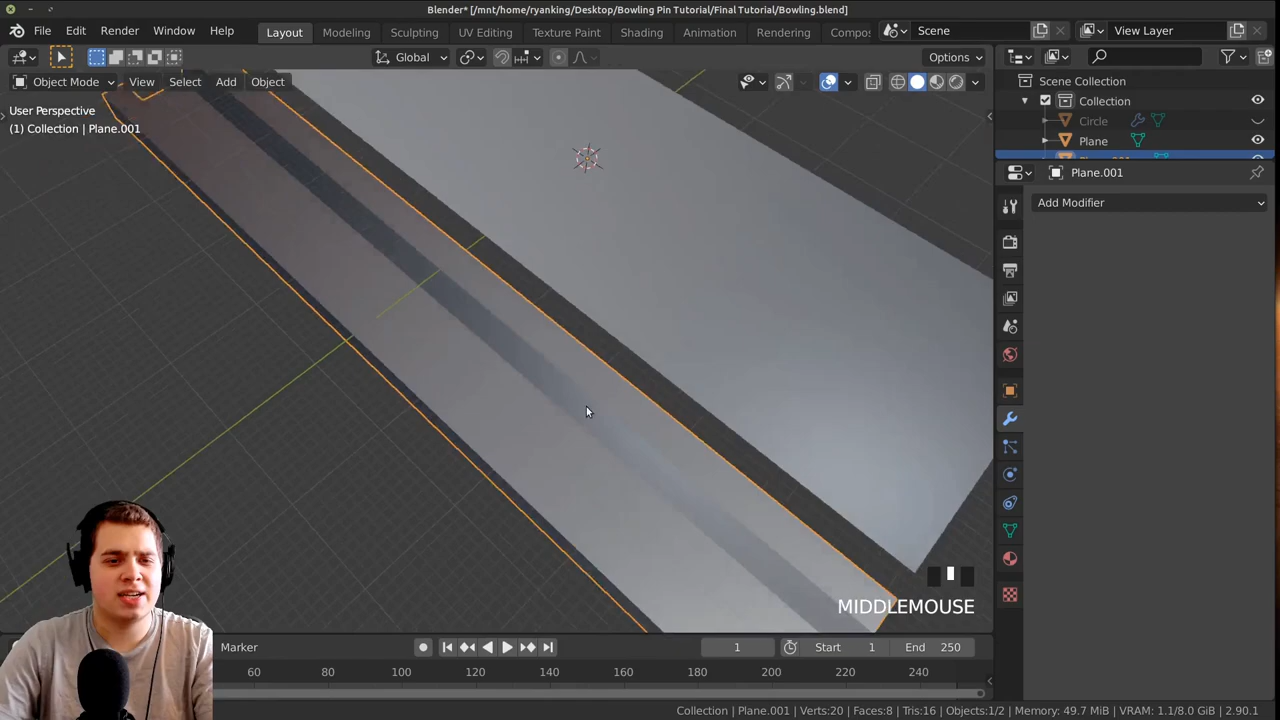 Blender* [/mnt/home/ryanking/Desktop/Bowling Pin Tutorial/Final Tutorial/Bowling.blend]
File Edit Render Window Help Layout Modeling Sculpting UV Editing Texture Paint Shading Animation Rendering Compos Scene View Layer
Global Options
Object Mode View Select Add Object
Scene Collection
Collection
Circle
Plane
User Perspective
(1) Collection | Plane.001
Plane.001
Add Modifier
MIDDLEMOUSE
Marker 1 Start 1 End 250
60 80 100 120 140 160 180 200 220 240
Collection | Plane.001 | Verts:20 | Faces:8 | Tris:16 | Objects:1/2 | Memory: 49.7 MiB | VRAM: 1.1/8.0 GiB | 2.90.1